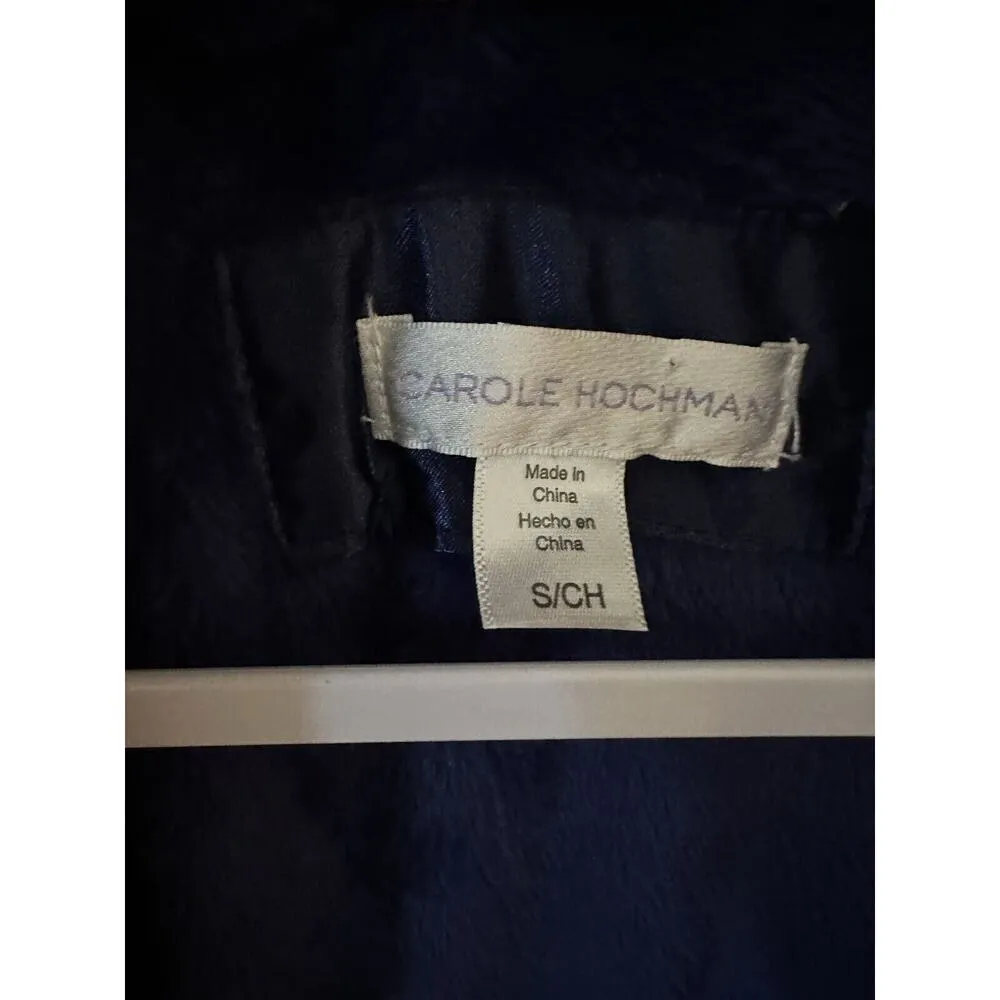 CAROLE HOCHMAN
Made in
China
Hecho en
China
S/CH